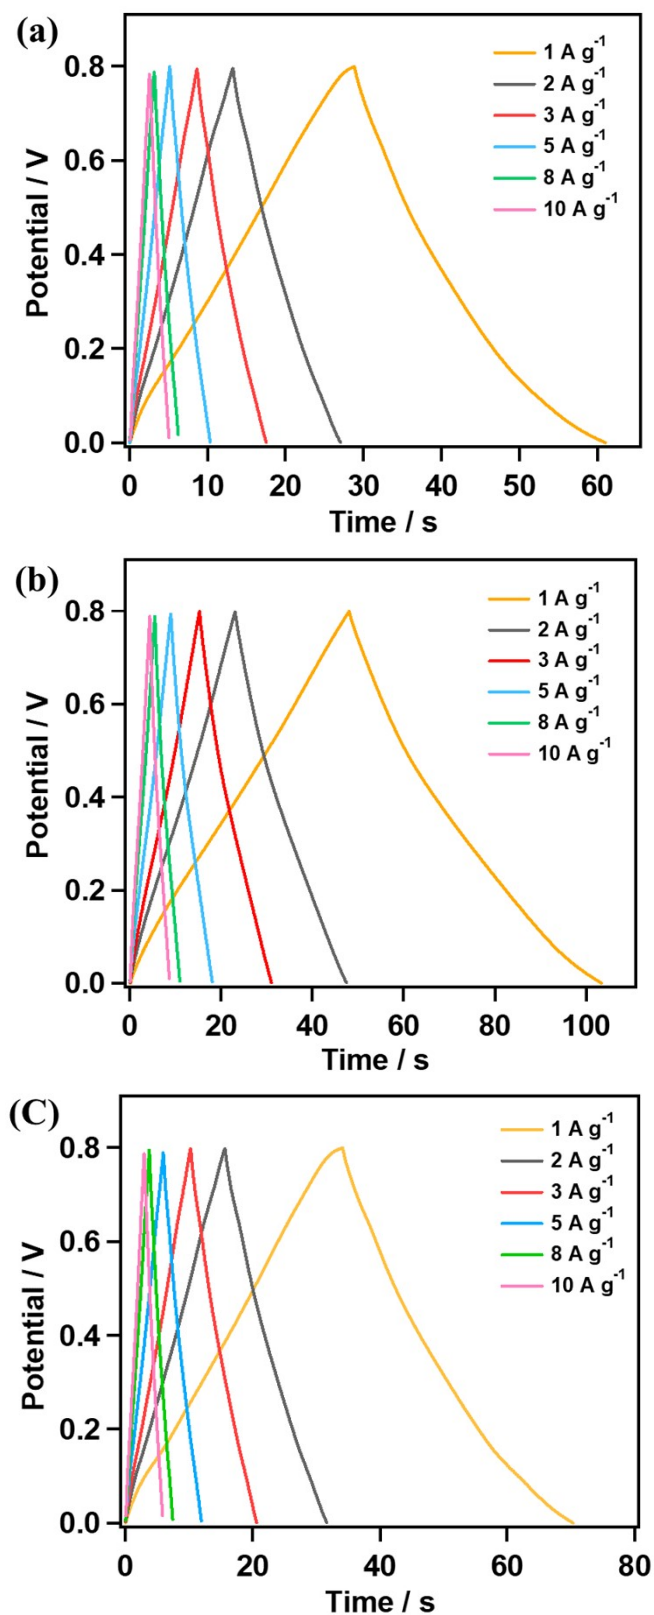 (a)
0.8
0.6
0.4
0.2
0.0
Potential / V
1 A g⁻¹
2 A g⁻¹
3 A g⁻¹
5 A g⁻¹
8 A g⁻¹
10 A g⁻¹
0 10 20 30 40 50 60
Time / s
(b)
0.8
0.6
0.4
0.2
0.0
Potential / V
1 A g⁻¹
2 A g⁻¹
3 A g⁻¹
5 A g⁻¹
8 A g⁻¹
10 A g⁻¹
0 20 40 60 80 100
Time / s
(C)
0.8
0.6
0.4
0.2
0.0
Potential / V
1 A g⁻¹
2 A g⁻¹
3 A g⁻¹
5 A g⁻¹
8 A g⁻¹
10 A g⁻¹
0 20 40 60 80
Time / s